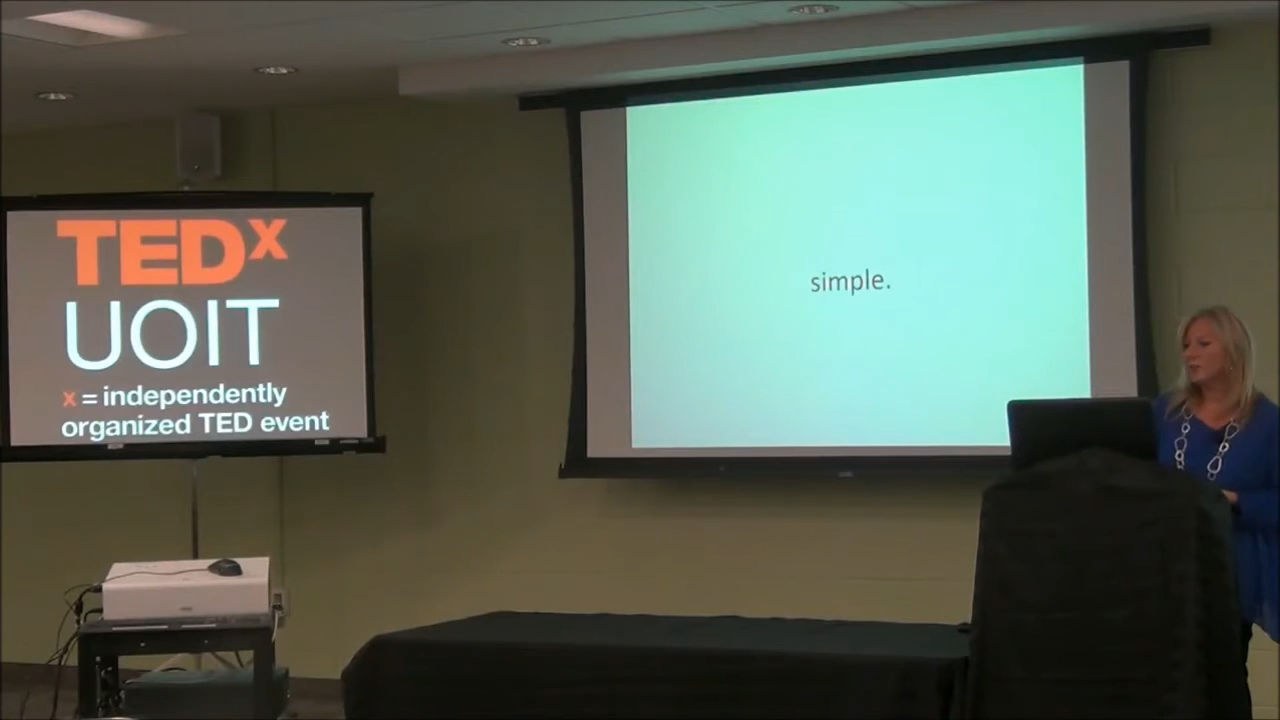 TEDx
UOIT
x = independently
organized TED event
simple.